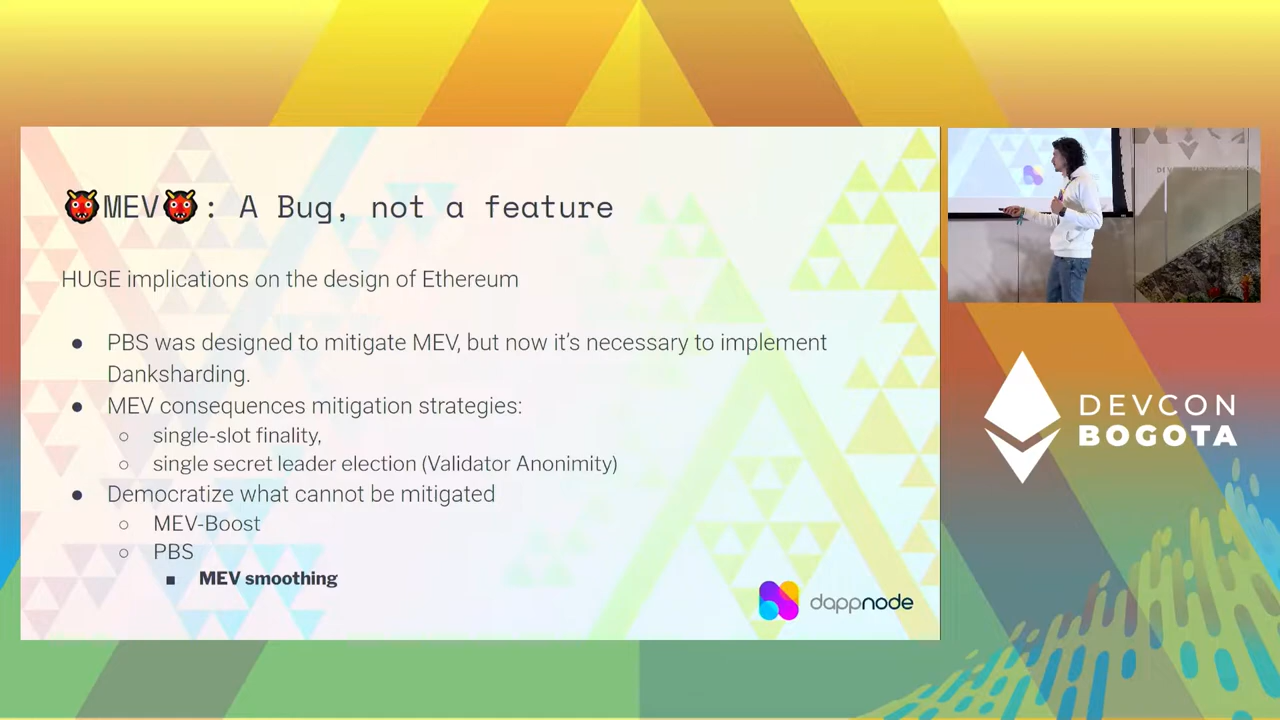 👹MEV👹: A Bug, not a feature
HUGE implications on the design of Ethereum
● PBS was designed to mitigate MEV, but now it's necessary to implement
Danksharding.
● MEV consequences mitigation strategies:
○ single-slot finality,
○ single secret leader election (Validator Anonimity)
● Democratize what cannot be mitigated
○ MEV-Boost
○ PBS
■ MEV smoothing
dappnode
DEVCON
BOGOTA